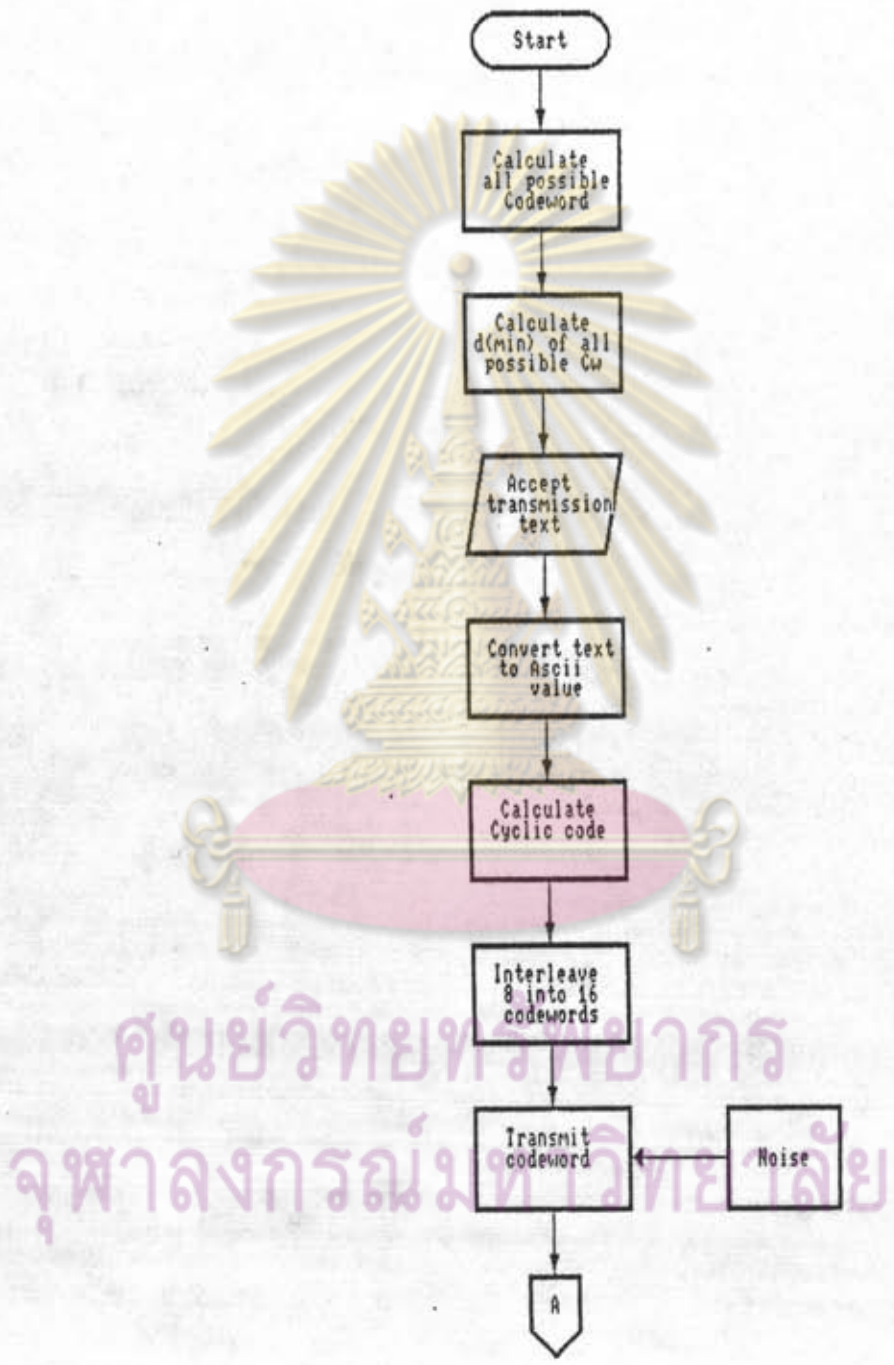 Start
Calculate
all possible
Codeword
Calculate
d(min) of all
possible Cw
Accept
transmission
text
Convert text
to Ascii
value
Calculate
Cyclic code
Interleave
8 into 16
codewords
ศูนย์วิทยทรัพยากร
Transmit
codeword
Noise
จุฬาลงกรณ์มหาวิทยาลัย
A